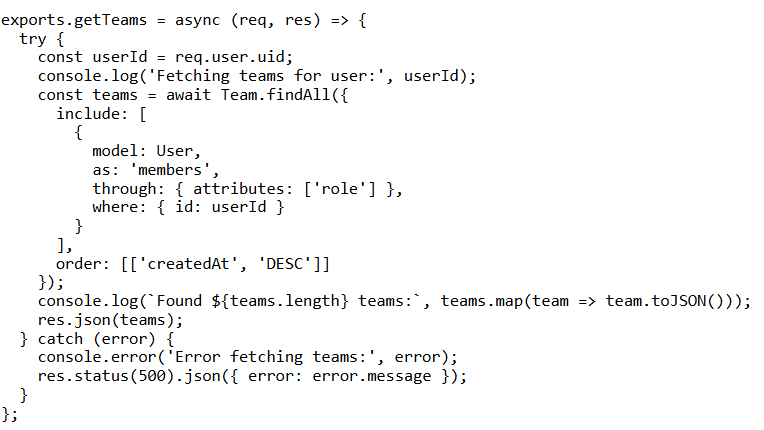 exports.getTeams = async (req, res) => {
  try {
    const userId = req.user.uid;
    console.log('Fetching teams for user:', userId);
    const teams = await Team.findAll({
      include: [
        {
          model: User,
          as: 'members',
          through: { attributes: ['role'] },
          where: { id: userId }
        }
      ],
      order: [['createdAt', 'DESC']]
    });
    console.log(`Found ${teams.length} teams:`, teams.map(team => team.toJSON()));
    res.json(teams);
  } catch (error) {
    console.error('Error fetching teams:', error);
    res.status(500).json({ error: error.message });
  }
};